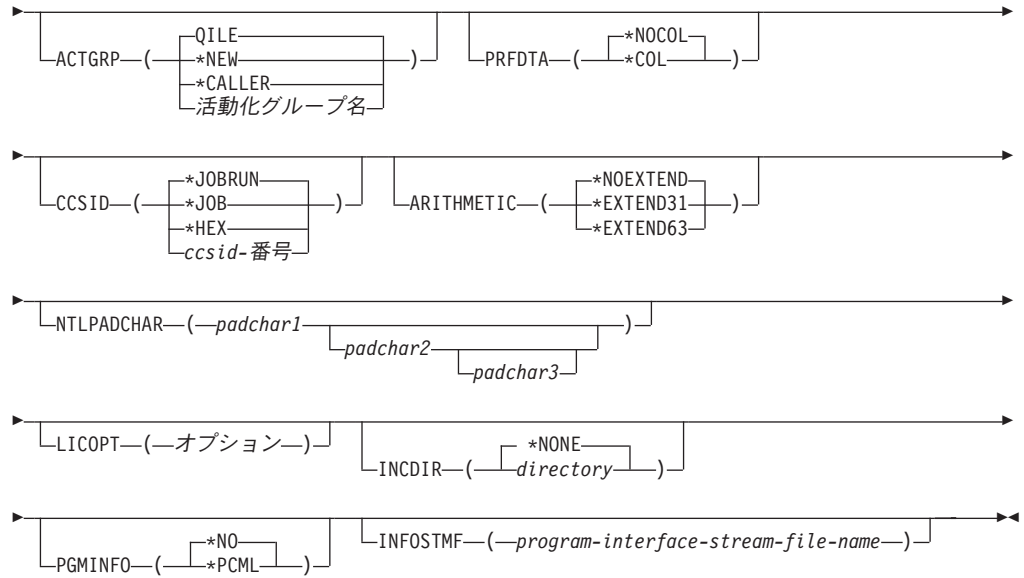 QILE *NOCOL
ACTGRP ( *NEW ) PRFDTA ( *COL )
*CALLER
活動化グループ名
*JOBRUN *NOEXTEND
CCSID ( *JOB ) ARITHMETIC ( *EXTEND31 )
*HEX *EXTEND63
ccsid-番号
NTLPADCHAR ( padchar1 )
padchar2
padchar3
LICOPT ( オプション ) *NONE
INCDIR ( directory )
*NO INFOSTMF ( program-interface-stream-file-name )
PGMINFO ( *PCML )